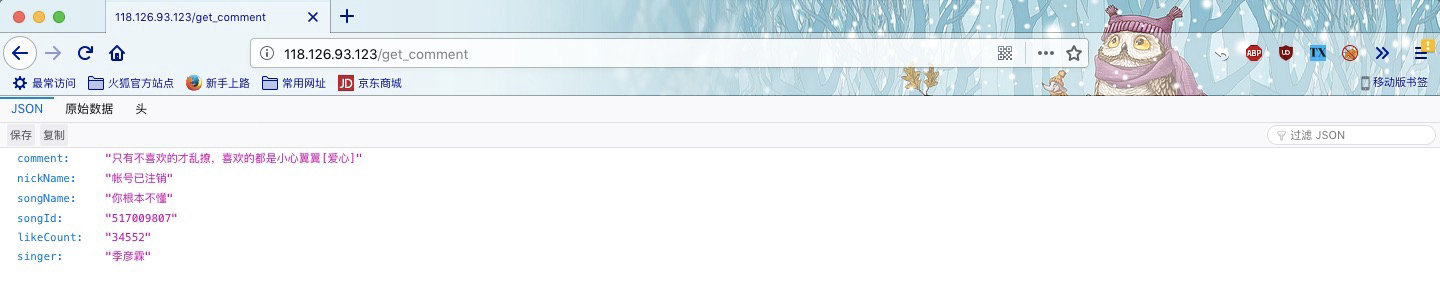 118.126.93.123/get_comment
118.126.93.123/get_comment
ABP
TX
最常访问 火狐官方站点 新手上路 常用网址 JD 京东商城 移动版书签
JSON 原始数据 头
保存 复制 过滤 JSON
comment: "只有不喜欢的才乱撩，喜欢的都是小心翼翼[爱心]"
nickName: "帐号已注销"
songName: "你根本不懂"
songId: "517009807"
likeCount: "34552"
singer: "季彦霖"